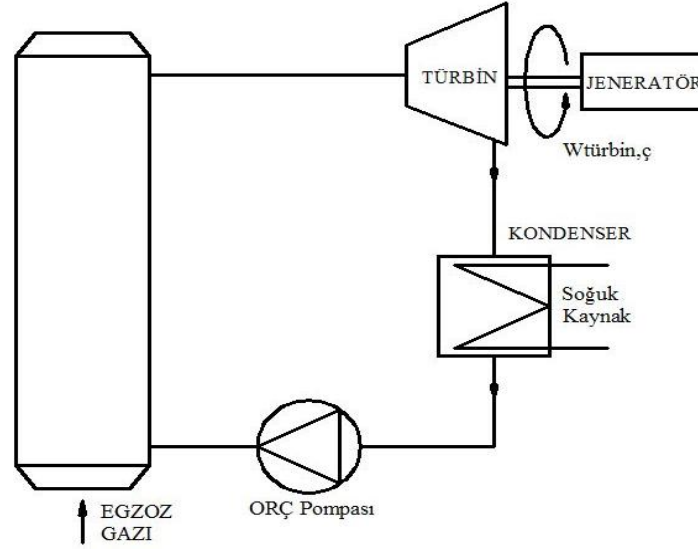 TÜRBİN
JENERATÖR
Wtürbin,ç
KONDENSER
Soğuk
Kaynak
ORÇ Pompası
EGZOZ
GAZI